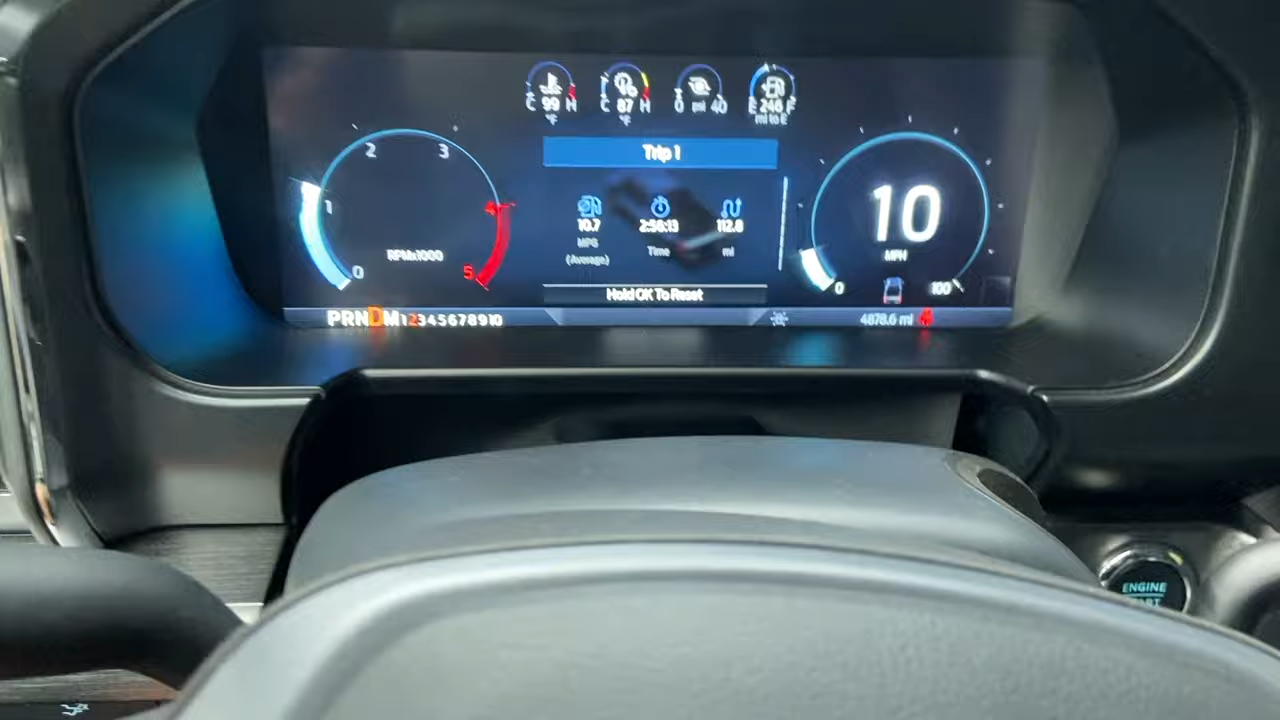 C 99 H
°F
C 87 H
°F
0 psi 40
E 246 F
mi to E
Trip 1
2 3
1
RPMx1000
0 5
10.7
MPG
(Average)
2:56:13
Time
112.8
mi
Hold OK To Reset
10
MPH
0 100
PRNDM12345678910
4878.6 mi
ENGINE